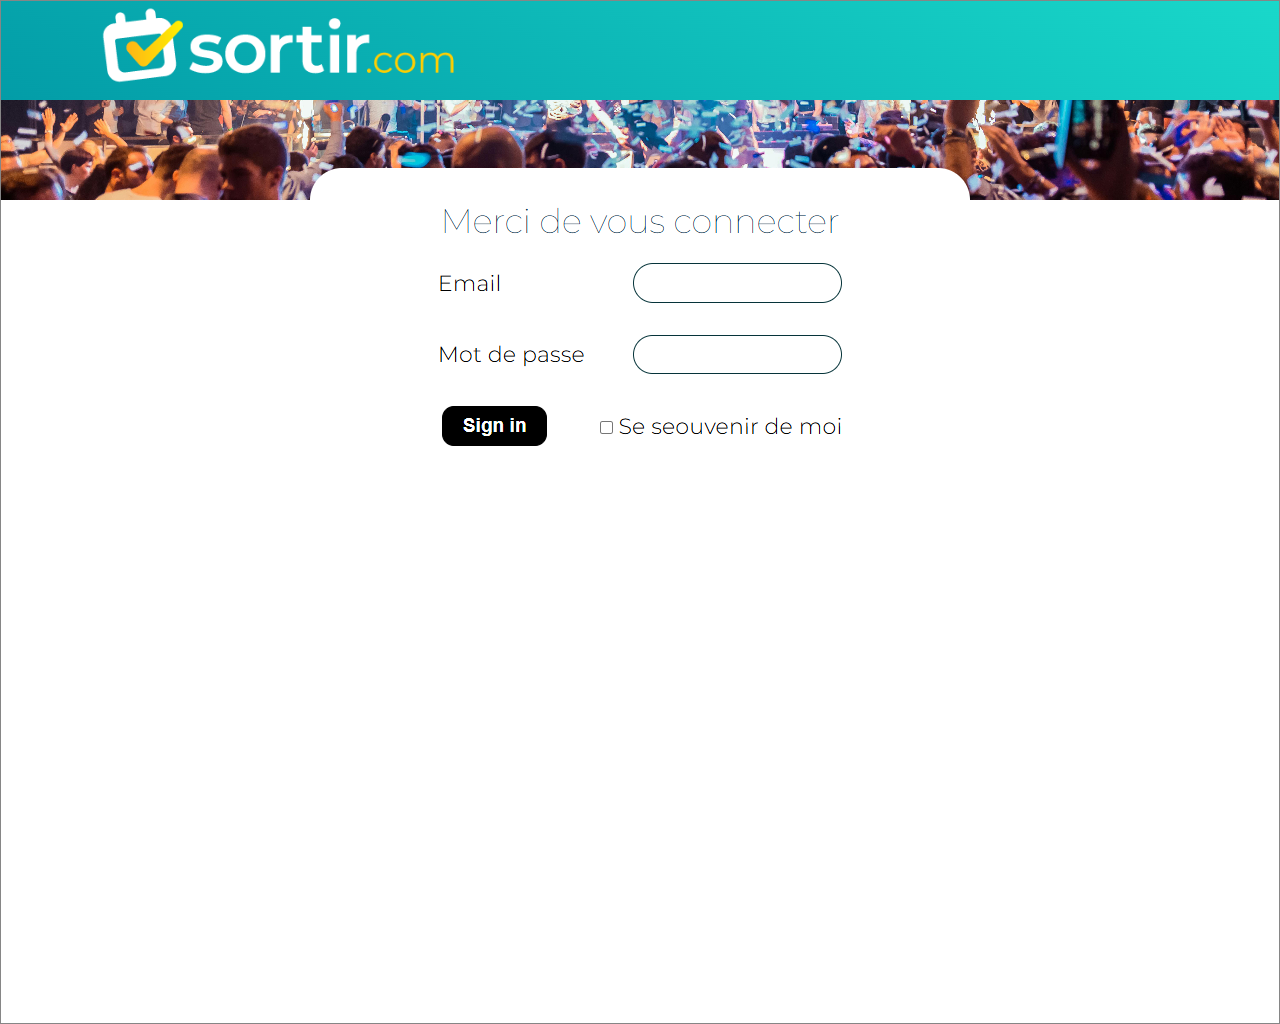 sortir.com
Merci de vous connecter
Email
Mot de passe
Sign in
Se seouvenir de moi